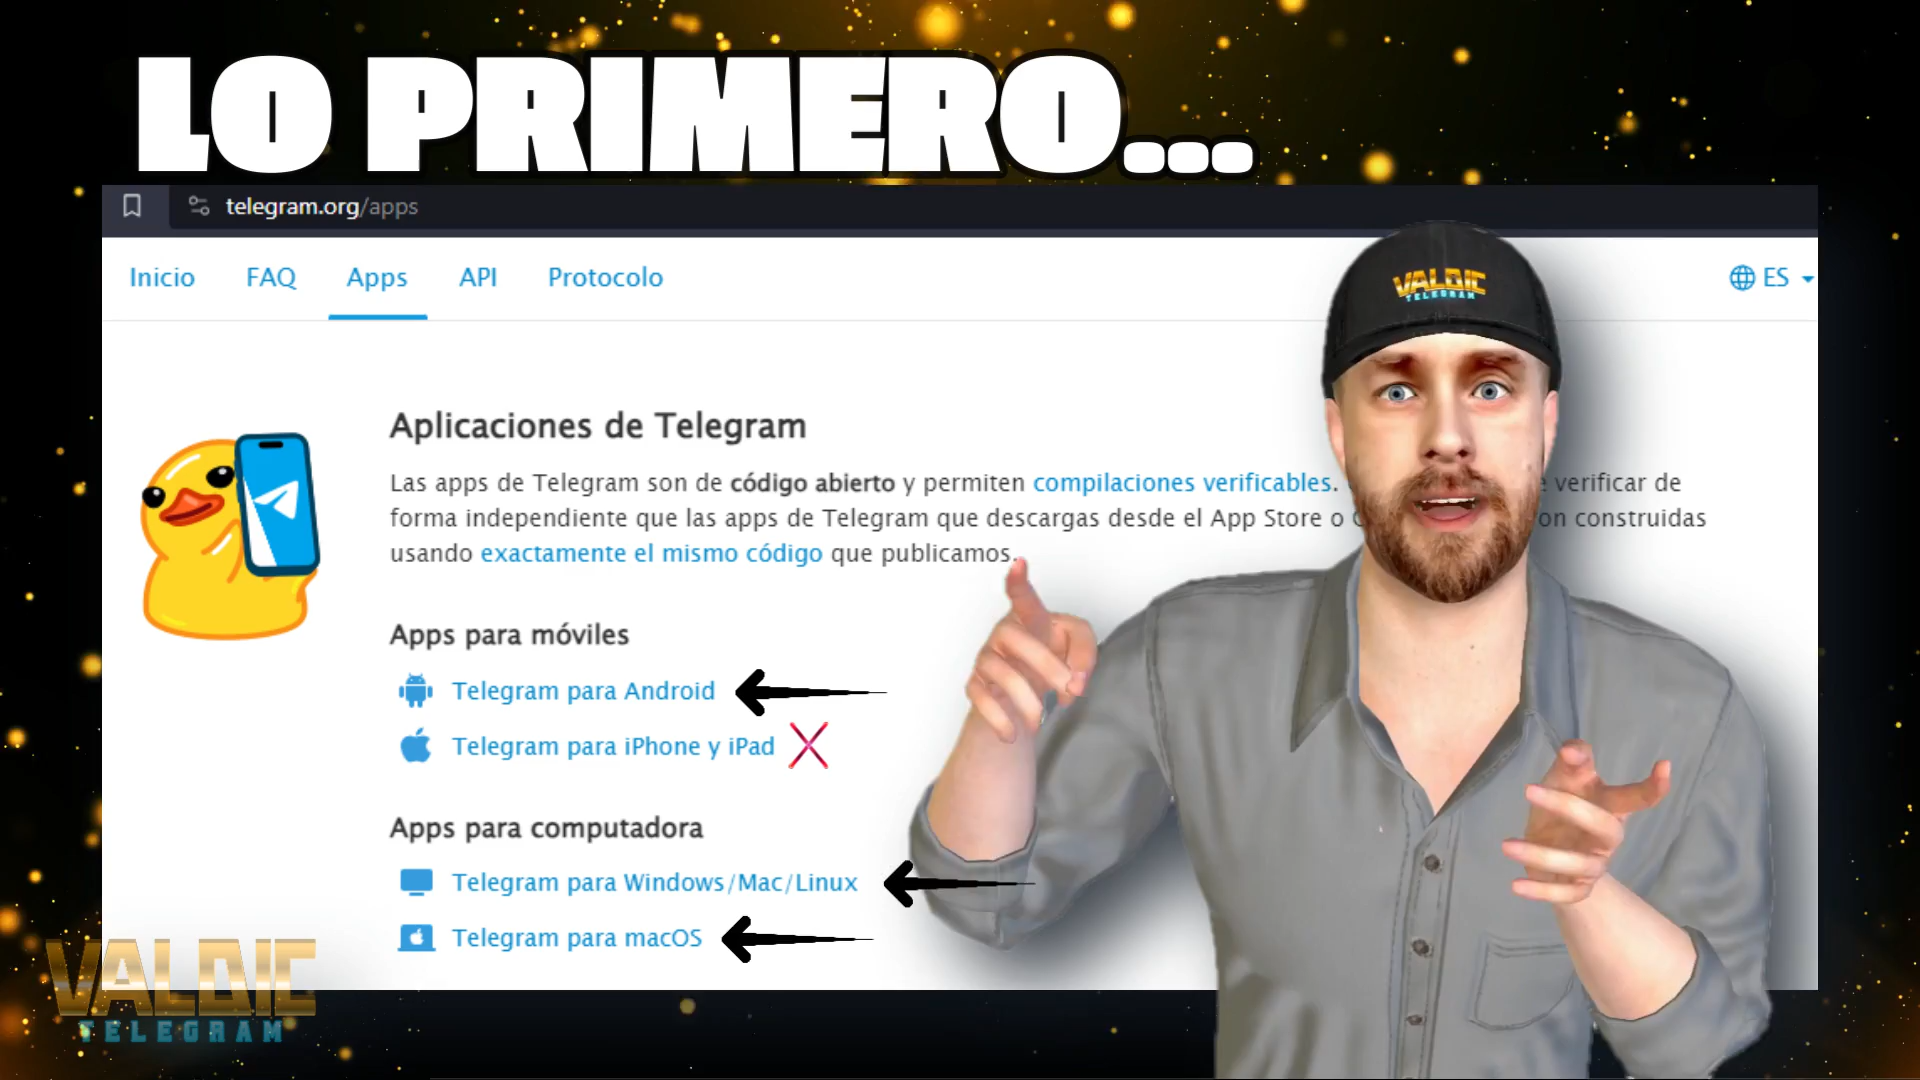 LO PRIMERO...
telegram.org/apps
Inicio FAQ Apps API Protocolo ES
VALDIC
TELEGRAM
Aplicaciones de Telegram
Las apps de Telegram son de código abierto y permiten compilaciones verificables. verificar de
forma independiente que las apps de Telegram que descargas desde el App Store o construidas
usando exactamente el mismo código que publicamos.
Apps para móviles
Telegram para Android
Telegram para iPhone y iPad
Apps para computadora
Telegram para Windows/Mac/Linux
Telegram para macOS
VALDIC
TELEGRAM